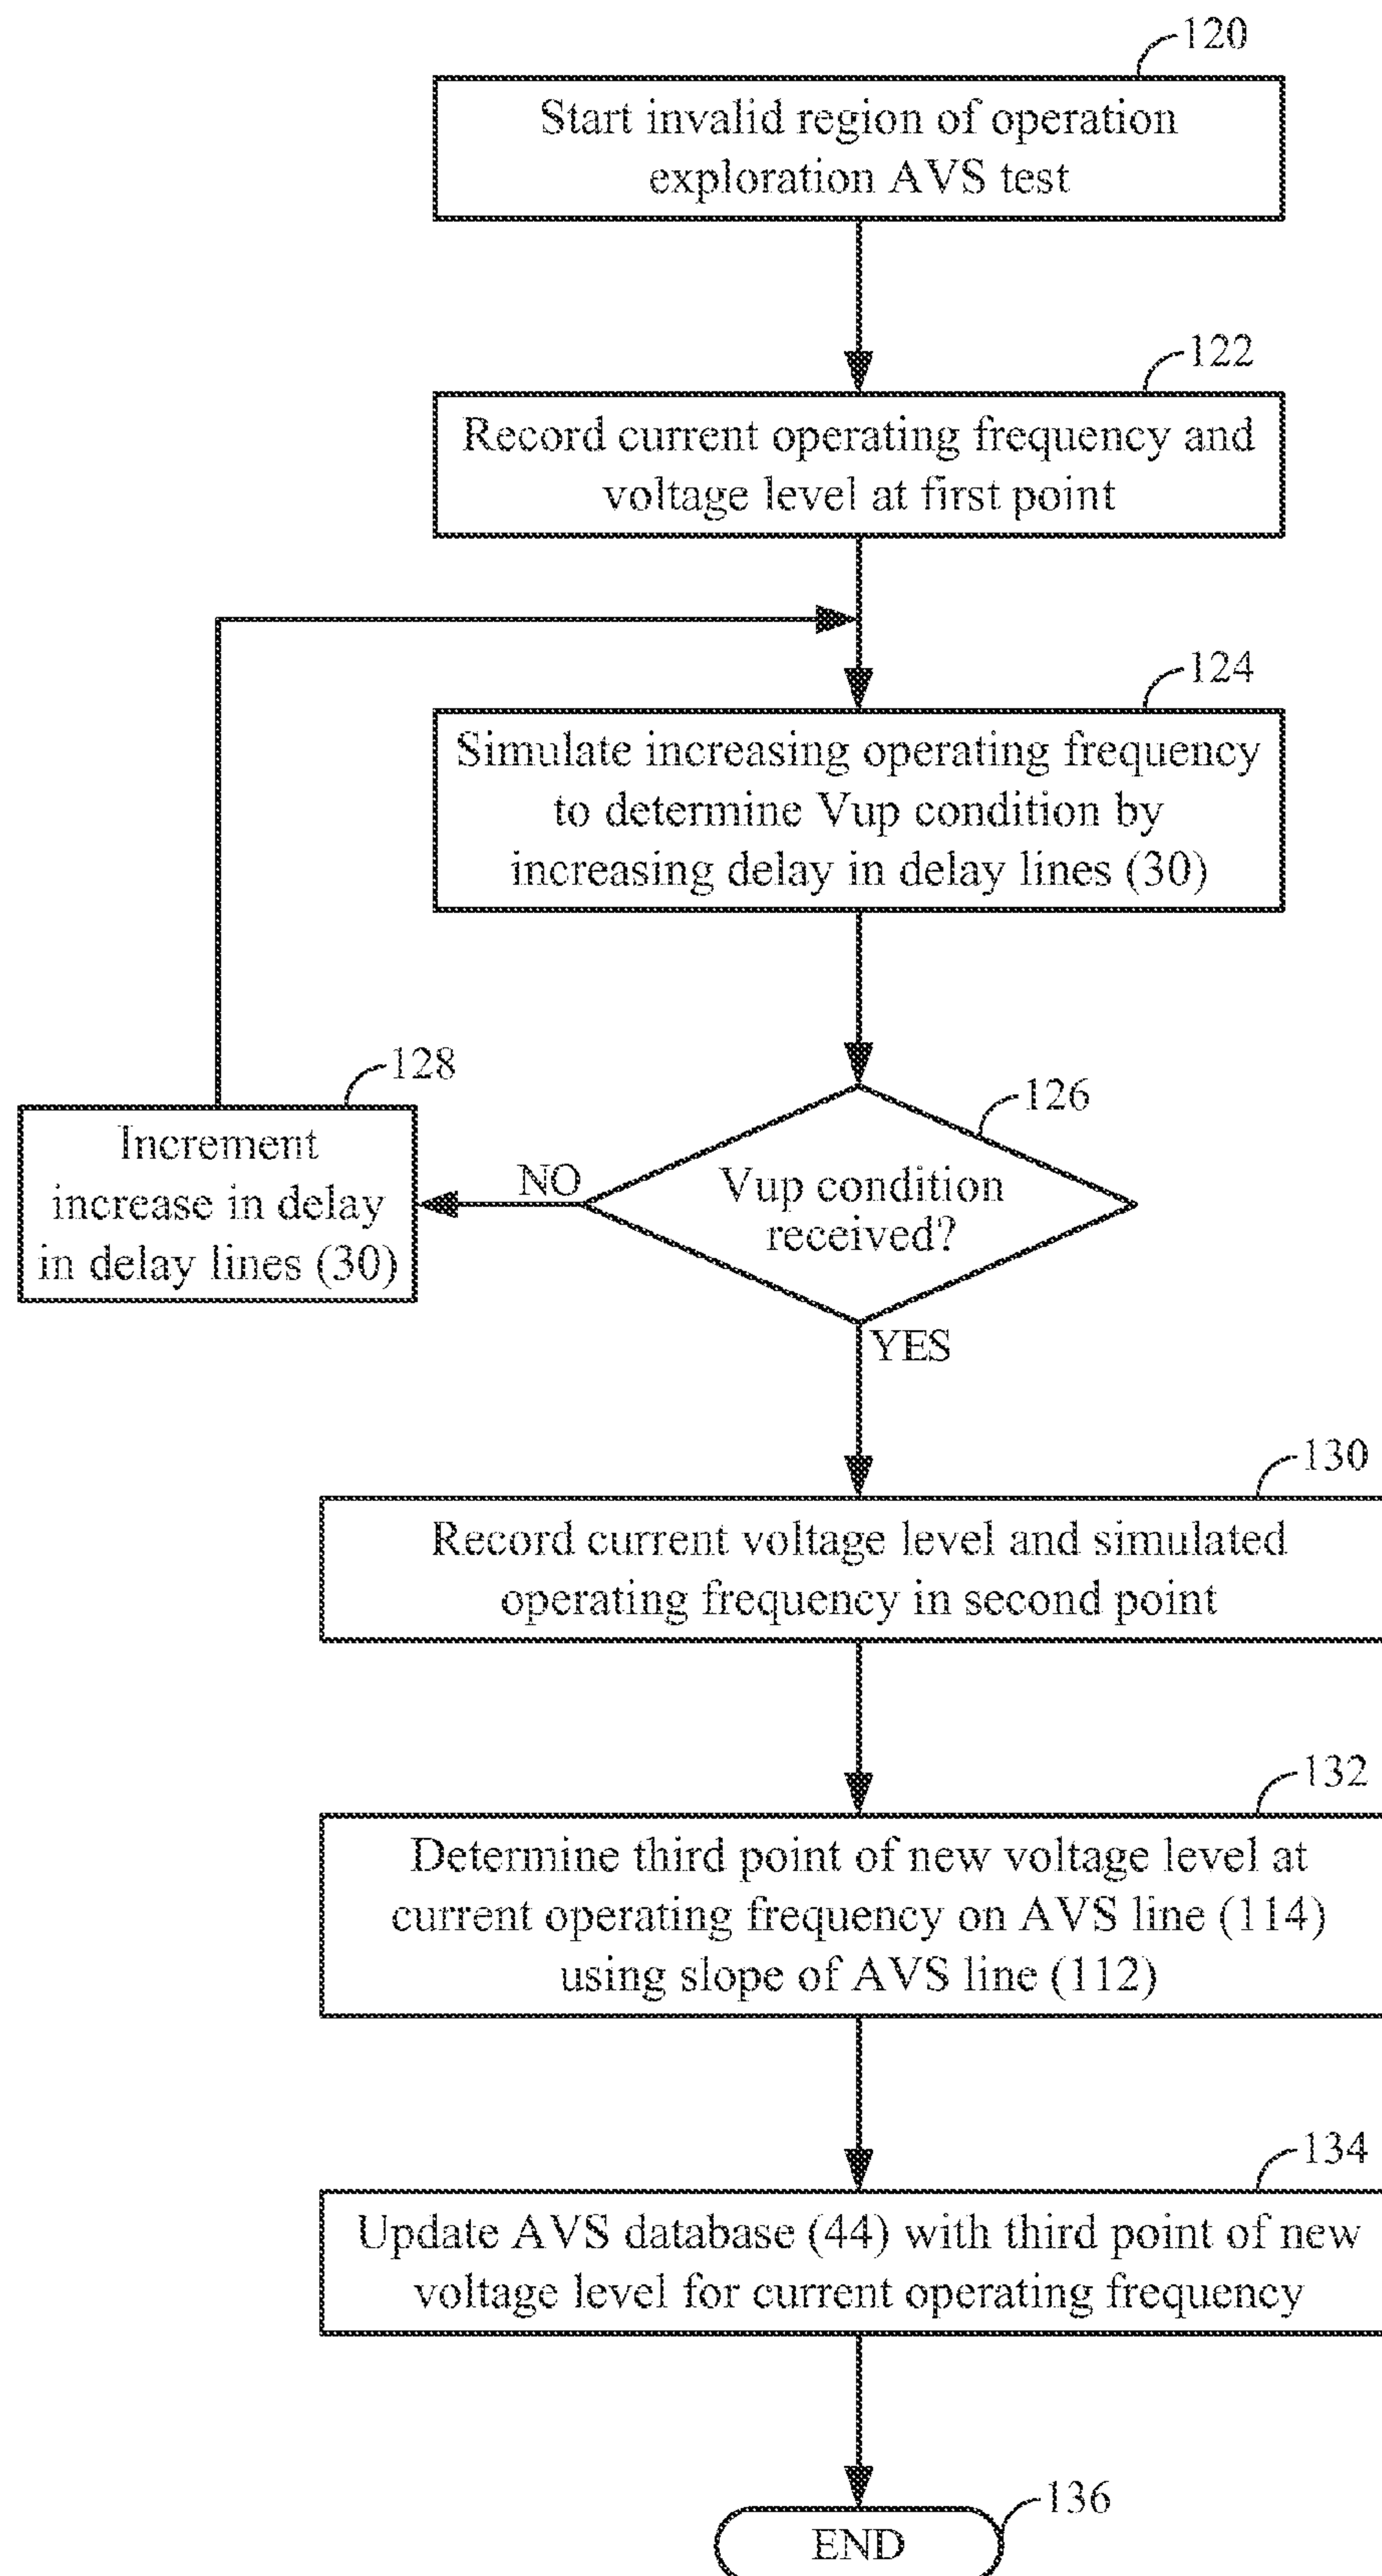 120
Start invalid region of operation
exploration AVS test
122
Record current operating frequency and
voltage level at first point
124
Simulate increasing operating frequency
to determine Vup condition by
increasing delay in delay lines (30)
128
Increment
increase in delay
in delay lines (30)
NO
126
Vup condition
received?
YES
130
Record current voltage level and simulated
operating frequency in second point
132
Determine third point of new voltage level at
current operating frequency on AVS line (114)
using slope of AVS line (112)
134
Update AVS database (44) with third point of new
voltage level for current operating frequency
136
END